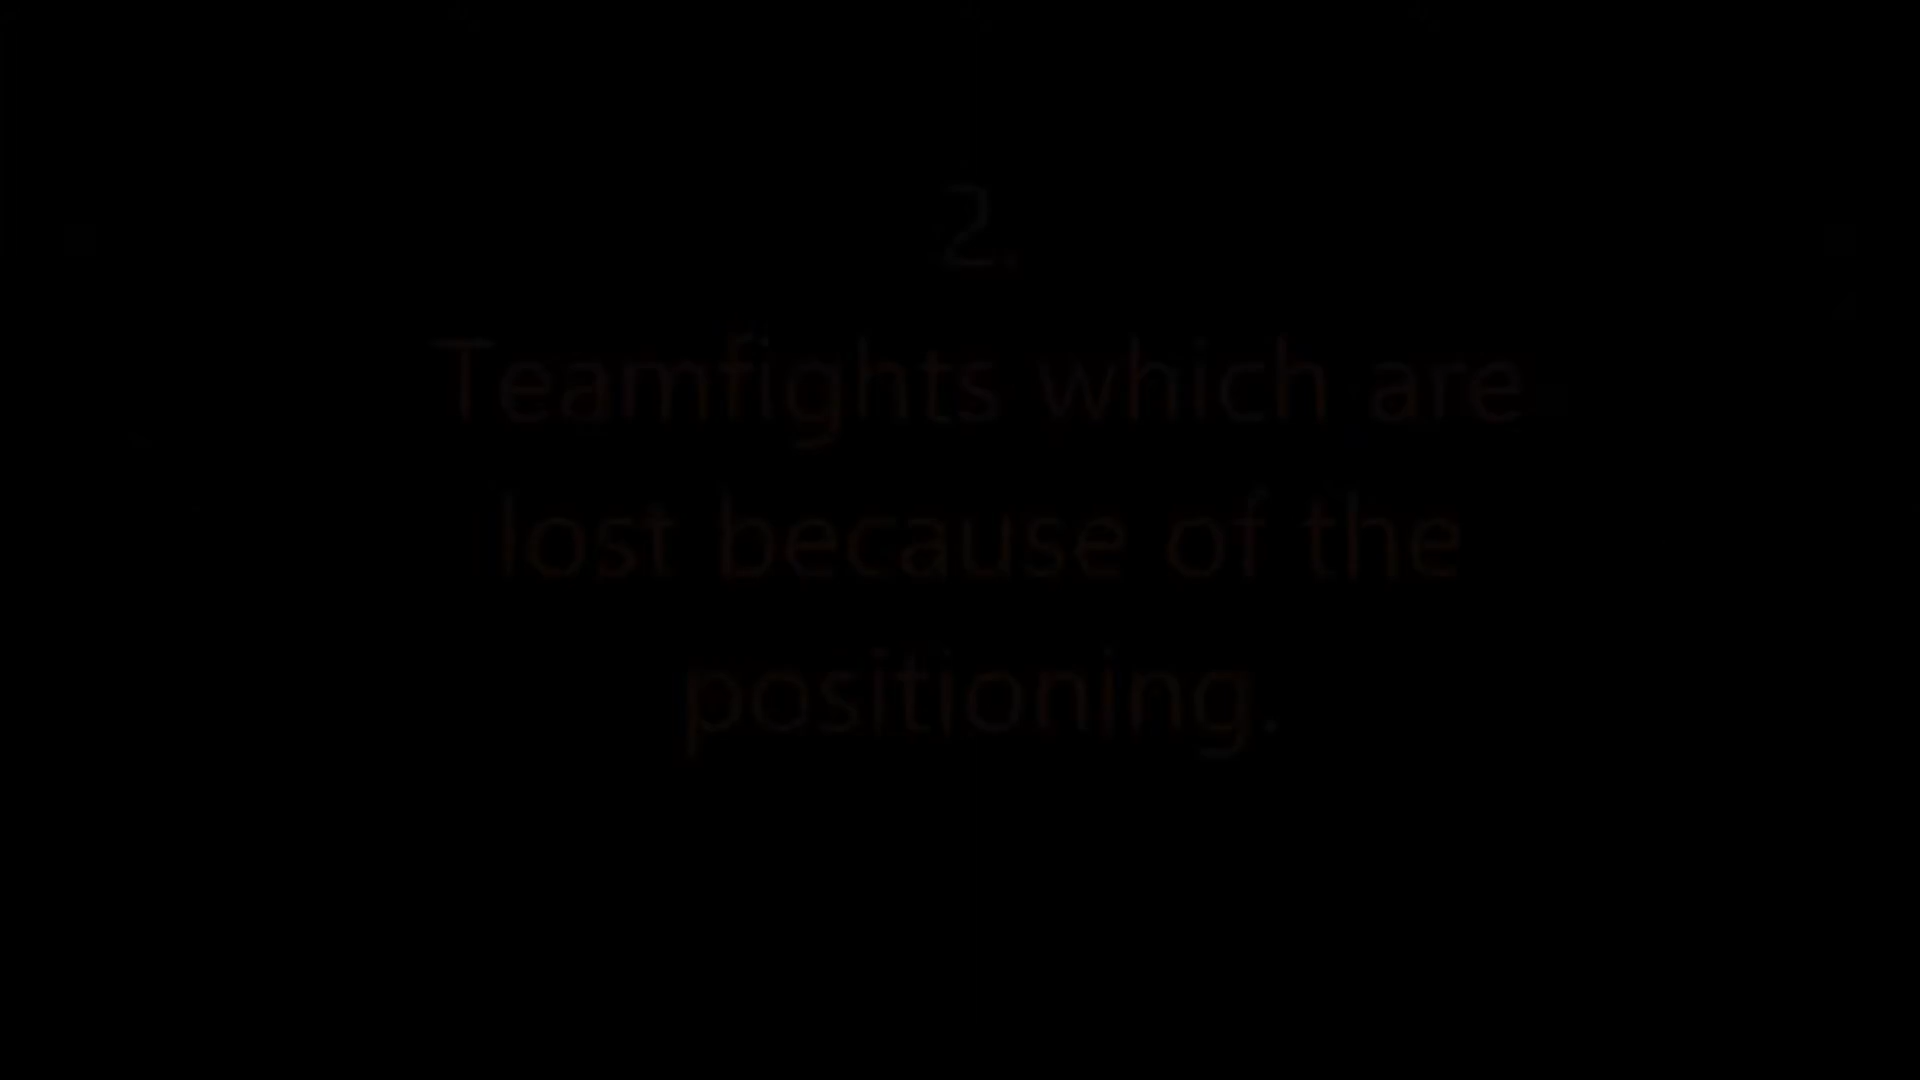 2.
Teamfights which are
lost because of the
positioning.